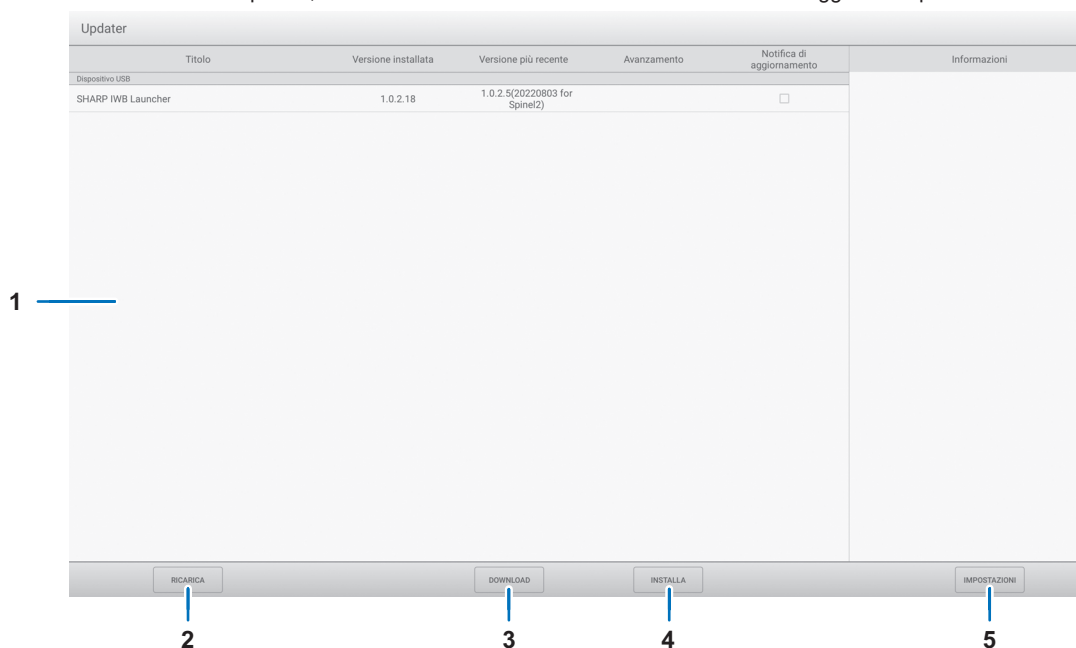 Updater
Titolo Versione installata Versione più recente Avanzamento Notifica di aggiornamento Informazioni
Dispositivo USB
SHARP IWB Launcher 1.0.2.18 1.0.2.5(20220803 for Spinel2)
1
RICARICA DOWNLOAD INSTALLA IMPOSTAZIONI
2 3 4 5